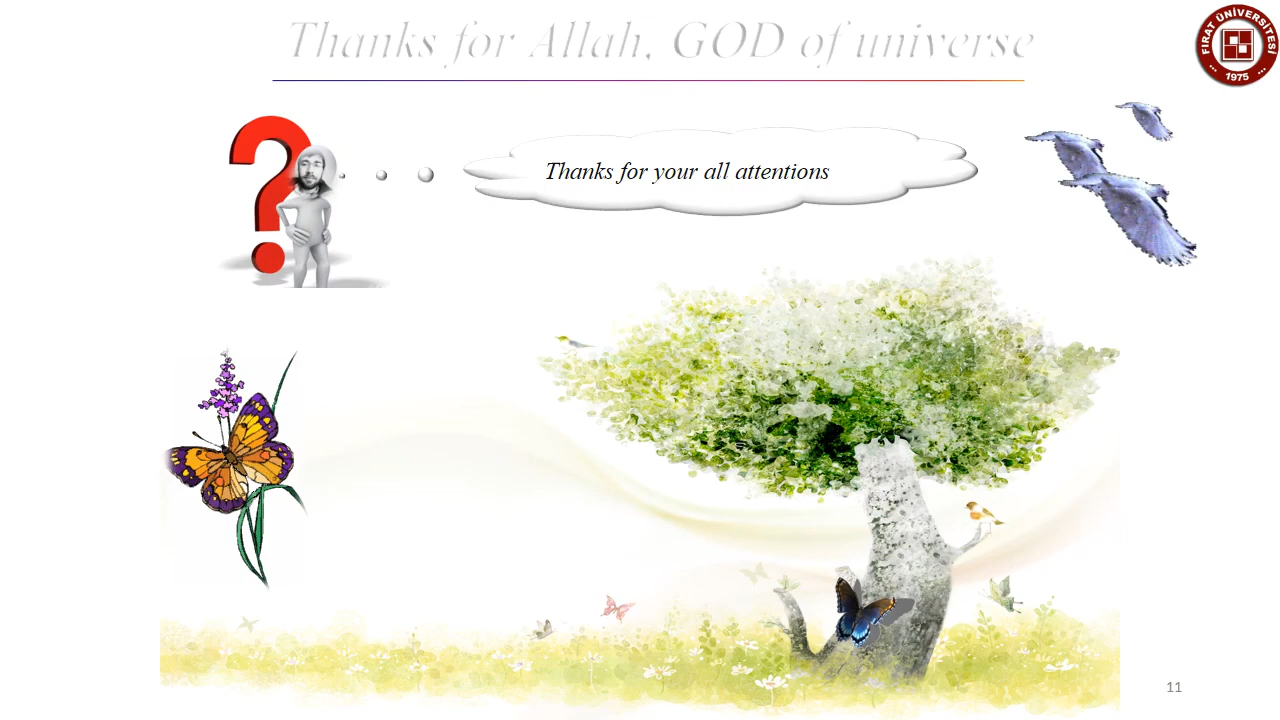 Thanks for Allah, GOD of universe
FIRAT ÜNİVERSİTESİ
1975
Thanks for your all attentions
11